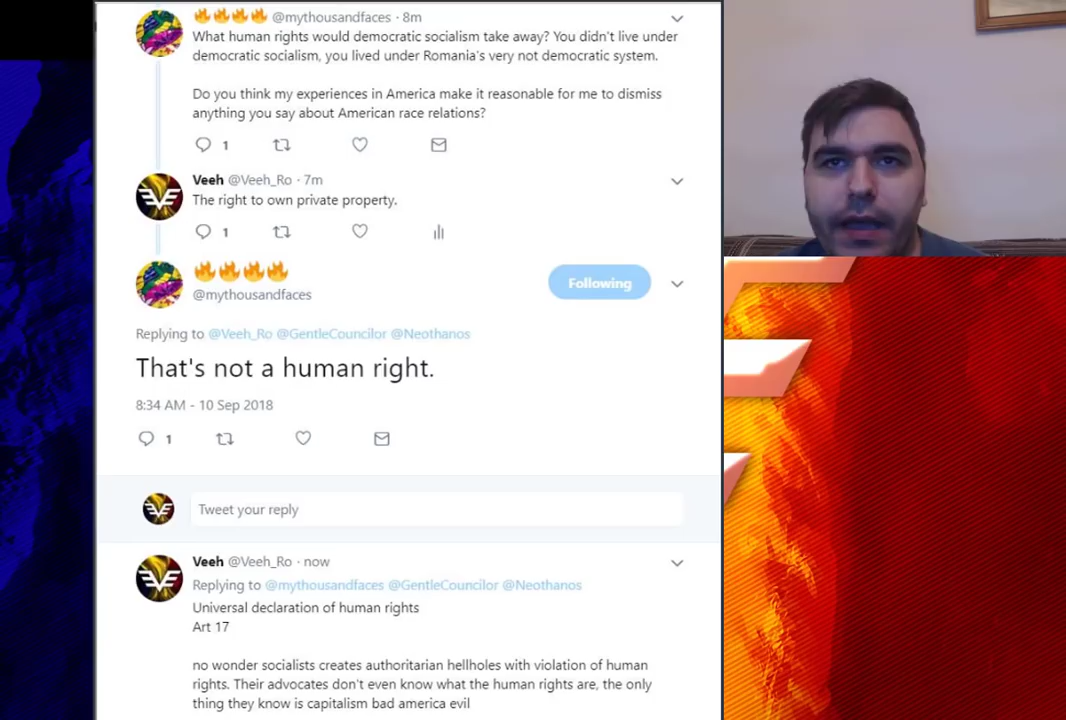 🔥🔥🔥🔥 @mythousandfaces · 8m
What human rights would democratic socialism take away? You didn't live under
democratic socialism, you lived under Romania's very not democratic system.
Do you think my experiences in America make it reasonable for me to dismiss
anything you say about American race relations?
1
Veeh @Veeh_Ro · 7m
The right to own private property.
1
🔥🔥🔥🔥
@mythousandfaces
Following
Replying to @Veeh_Ro @GentleCouncilor @Neothanos
That's not a human right.
8:34 AM - 10 Sep 2018
1
Tweet your reply
Veeh @Veeh_Ro · now
Replying to @mythousandfaces @GentleCouncilor @Neothanos
Universal declaration of human rights
Art 17
no wonder socialists creates authoritarian hellholes with violation of human
rights. Their advocates don't even know what the human rights are, the only
thing they know is capitalism bad america evil